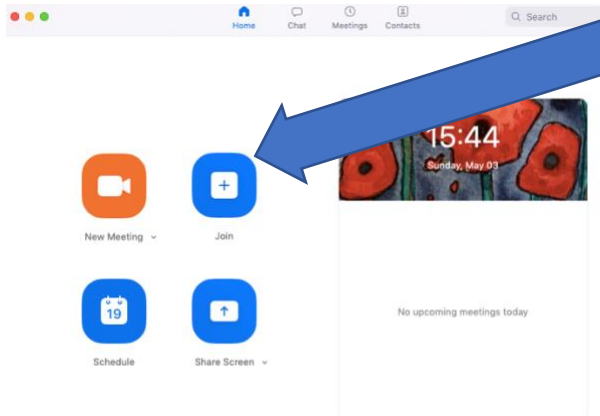 Home
Chat
Meetings
Contacts
Search
15:44
Sunday, May 03
New Meeting
Join
19
Schedule
Share Screen
No upcoming meetings today